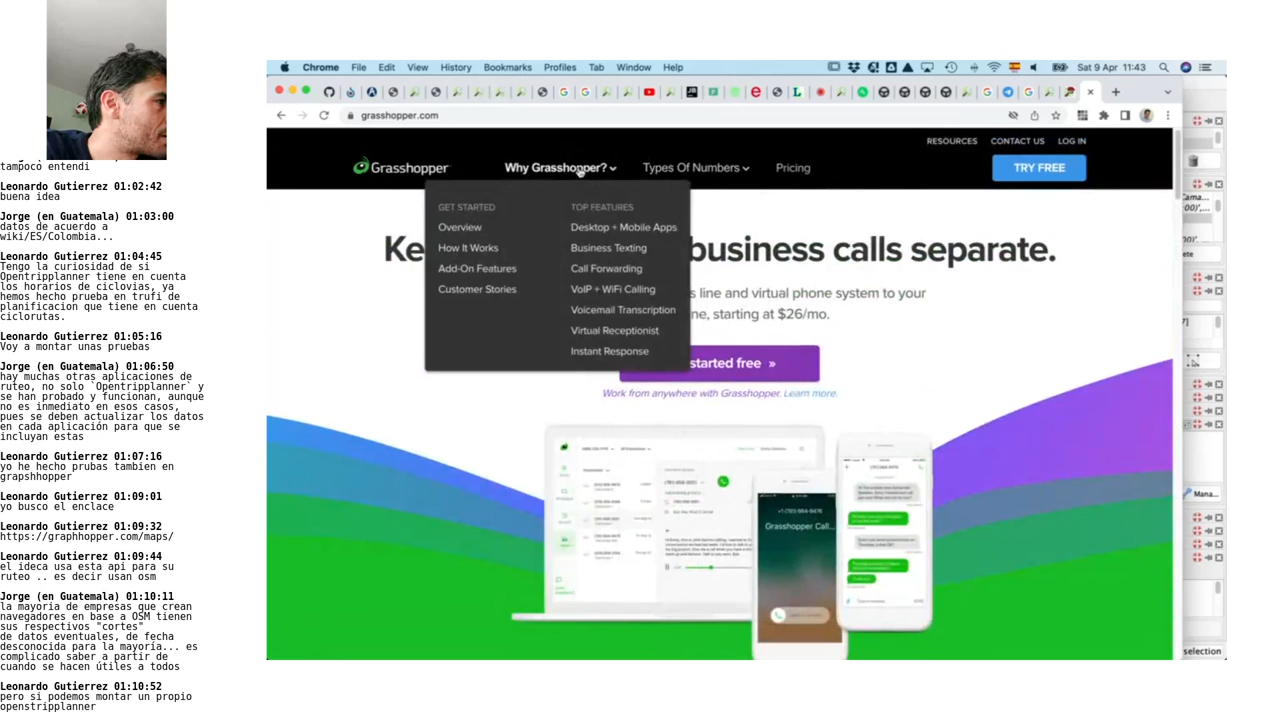 tampoco entendi
Leonardo Gutierrez 01:02:42
buena idea
Jorge (en Guatemala) 01:03:00
datos de acuerdo a
wiki/ES/Colombia...
Leonardo Gutierrez 01:04:45
Tengo la curiosidad de si
Opentripplanner tiene en cuenta
los horarios de ciclovias, ya
hemos hecho prueba en trufi de
planificacion que tiene en cuenta
ciclorutas.
Leonardo Gutierrez 01:05:16
Voy a montar unas pruebas
Jorge (en Guatemala) 01:06:50
hay muchas otras aplicaciones de
ruteo, no solo `Opentripplanner` y
se han probado y funcionan, aunque
no es inmediato en esos casos,
pues se deben actualizar los datos
en cada aplicación para que se
incluyan estas
Leonardo Gutierrez 01:07:16
yo he hecho prubas tambien en
grapshhopper
Leonardo Gutierrez 01:09:01
yo busco el enclace
Leonardo Gutierrez 01:09:32
https://graphhopper.com/maps/
Leonardo Gutierrez 01:09:44
el ideca usa esta api para su
ruteo .. es decir usan osm
Jorge (en Guatemala) 01:10:11
la mayoria de empresas que crean
navegadores en base a OSM tienen
sus respectivos "cortes"
de datos eventuales, de fecha
desconocida para la mayoría... es
complicado saber a partir de
cuando se hacen útiles a todos
Leonardo Gutierrez 01:10:52
pero si podemos montar un propio
openstripplanner
Chrome File Edit View History Bookmarks Profiles Tab Window Help Sat 9 Apr 11:43
grasshopper.com
RESOURCES CONTACT US LOG IN
Grasshopper Why Grasshopper? Types Of Numbers Pricing TRY FREE
GET STARTED
Overview
How It Works
Add-On Features
Customer Stories
TOP FEATURES
Desktop + Mobile Apps
Business Texting
Call Forwarding
VoIP + WiFi Calling
Voicemail Transcription
Virtual Receptionist
Instant Response
Ke business calls separate.
s line and virtual phone system to your
ne, starting at $26/mo.
started free »
Work from anywhere with Grasshopper. Learn more.
Grasshopper Call...
Mana...
selection